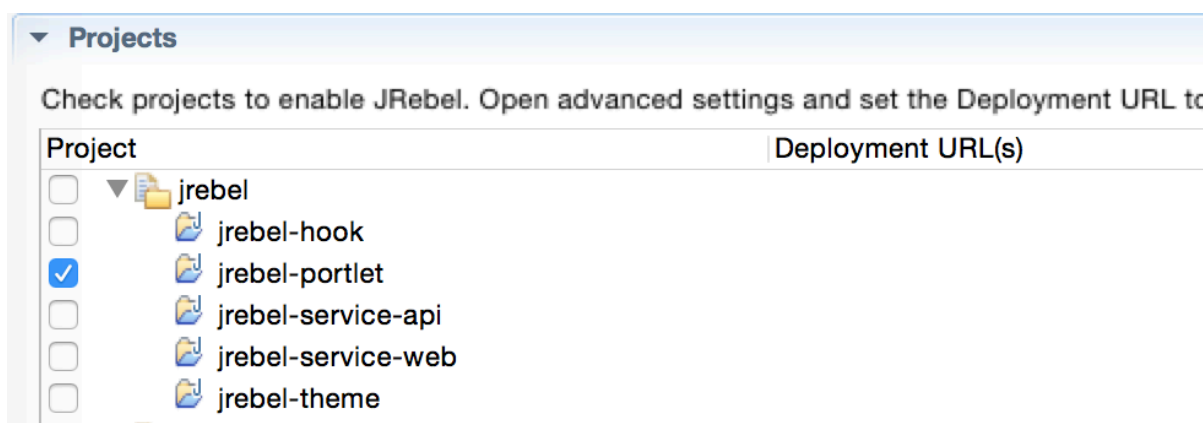 Projects
Check projects to enable JRebel. Open advanced settings and set the Deployment URL to
Project Deployment URL(s)
jrebel
jrebel-hook
jrebel-portlet
jrebel-service-api
jrebel-service-web
jrebel-theme